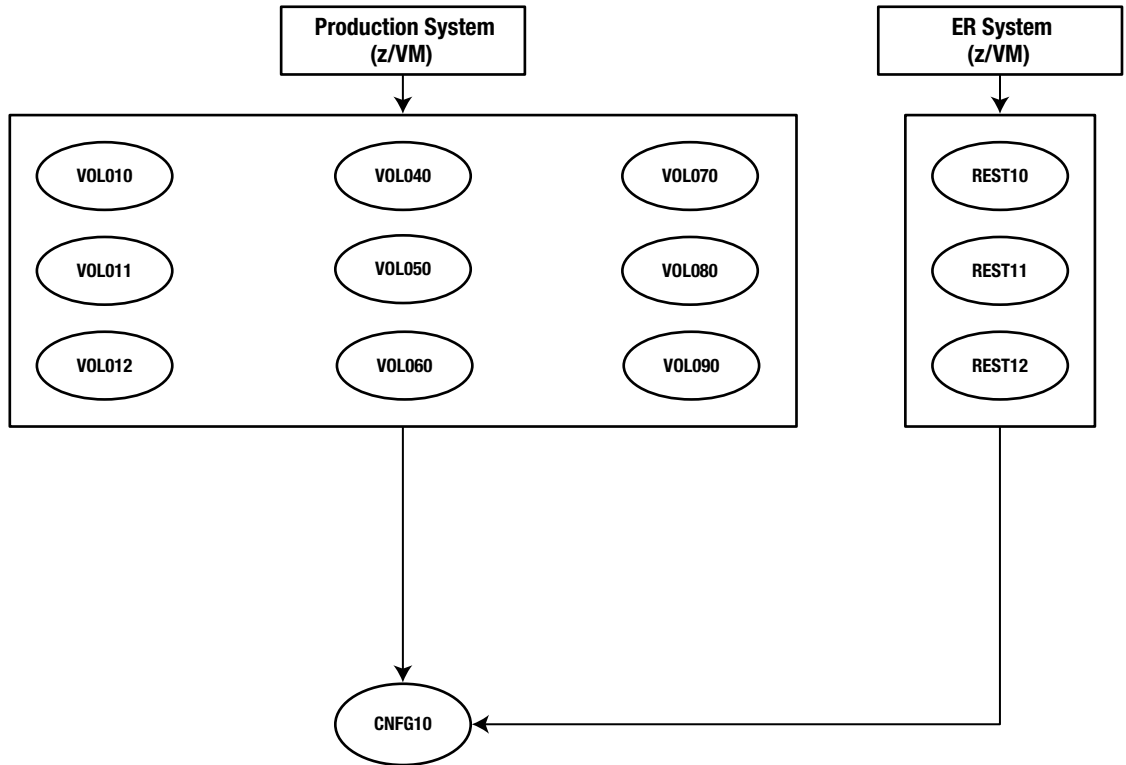 Production System
(z/VM)
ER System
(z/VM)
VOL010
VOL040
VOL070
REST10
VOL011
VOL050
VOL080
REST11
VOL012
VOL060
VOL090
REST12
CNFG10